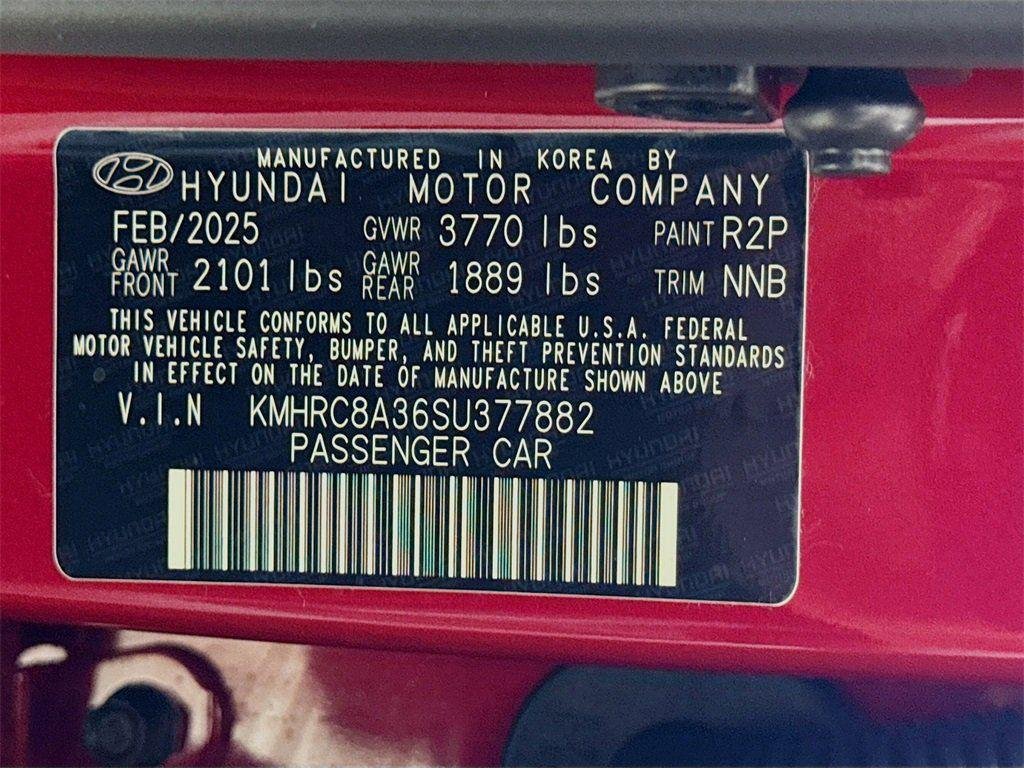 MANUFACTURED IN KOREA BY
HYUNDAI MOTOR COMPANY
FEB/2025 GVWR 3770 lbs PAINT R2P
GAWR FRONT 2101 lbs GAWR REAR 1889 lbs TRIM NNB
THIS VEHICLE CONFORMS TO ALL APPLICABLE U.S.A. FEDERAL
MOTOR VEHICLE SAFETY, BUMPER, AND THEFT PREVENTION STANDARDS
IN EFFECT ON THE DATE OF MANUFACTURE SHOWN ABOVE
V.I.N KMHRC8A36SU377882
PASSENGER CAR